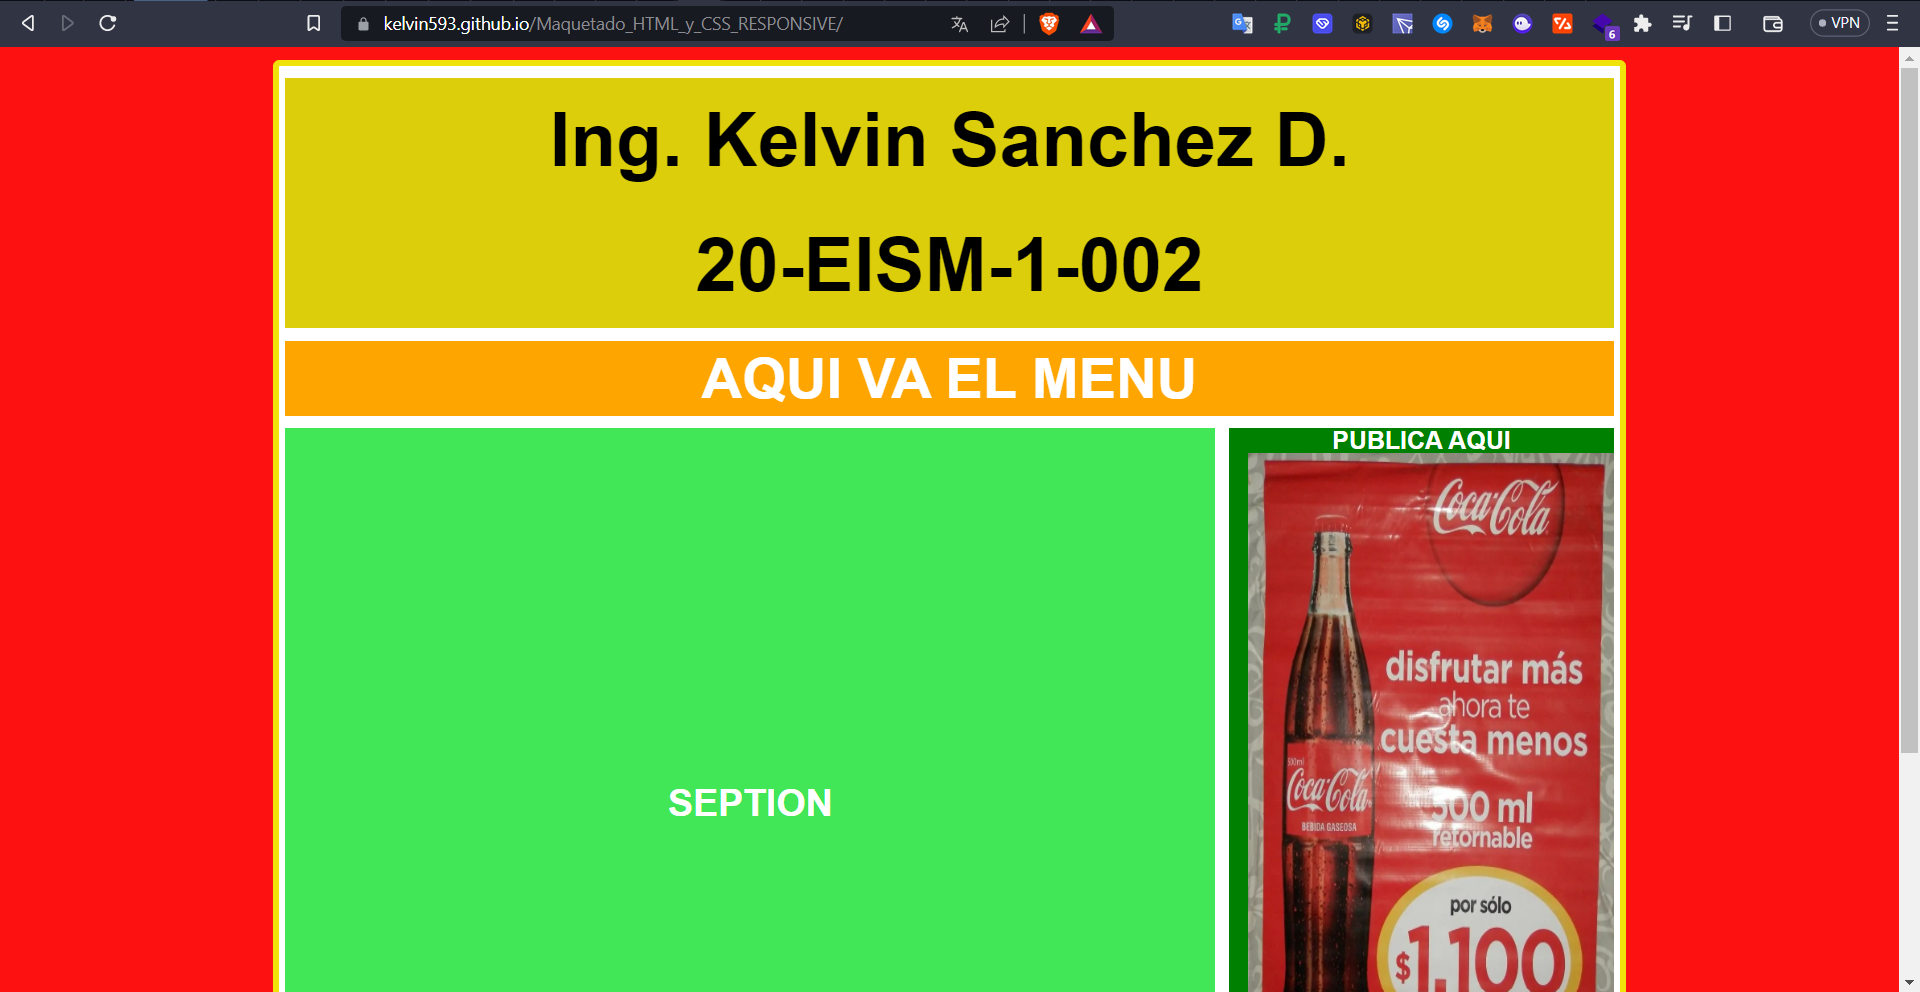 kelvin593.github.io/Maquetado_HTML_y_CSS_RESPONSIVE/
6
VPN
Ing. Kelvin Sanchez D.
20-EISM-1-002
AQUI VA EL MENU
SEPTION
PUBLICA AQUI
Coca-Cola
disfrutar más
ahora te
cuesta menos
500ml
Coca-Cola
BEBIDA GASEOSA
500 ml
retornable
por sólo
$1.100